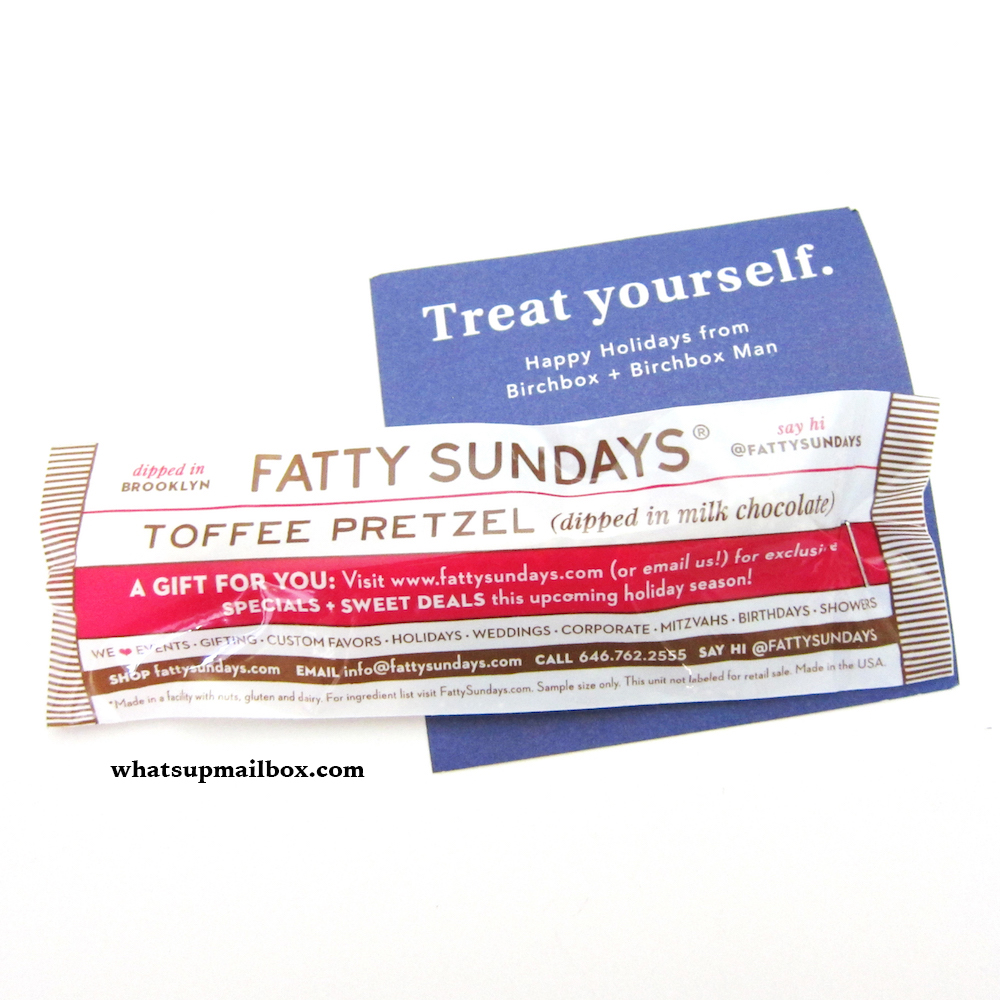 Treat yourself.
Happy Holidays from
Birchbox + Birchbox Man
dipped in
BROOKLYN
FATTY SUNDAYS®
say hi
@FATTYSUNDAYS
TOFFEE PRETZEL (dipped in milk chocolate)
A GIFT FOR YOU: Visit www.fattysundays.com (or email us!) for exclusive
SPECIALS + SWEET DEALS this upcoming holiday season!
WE ❤ EVENTS · GIFTING · CUSTOM FAVORS · HOLIDAYS · WEDDINGS · CORPORATE · MITZVAHS · BIRTHDAYS · SHOWERS
SHOP fattysundays.com EMAIL info@fattysundays.com CALL 646.762.2555 SAY HI @FATTYSUNDAYS
*Made in a facility with nuts, gluten and dairy. For ingredient list visit FattySundays.com. Sample size only. This unit not labeled for retail sale. Made in the USA.
whatsupmailbox.com